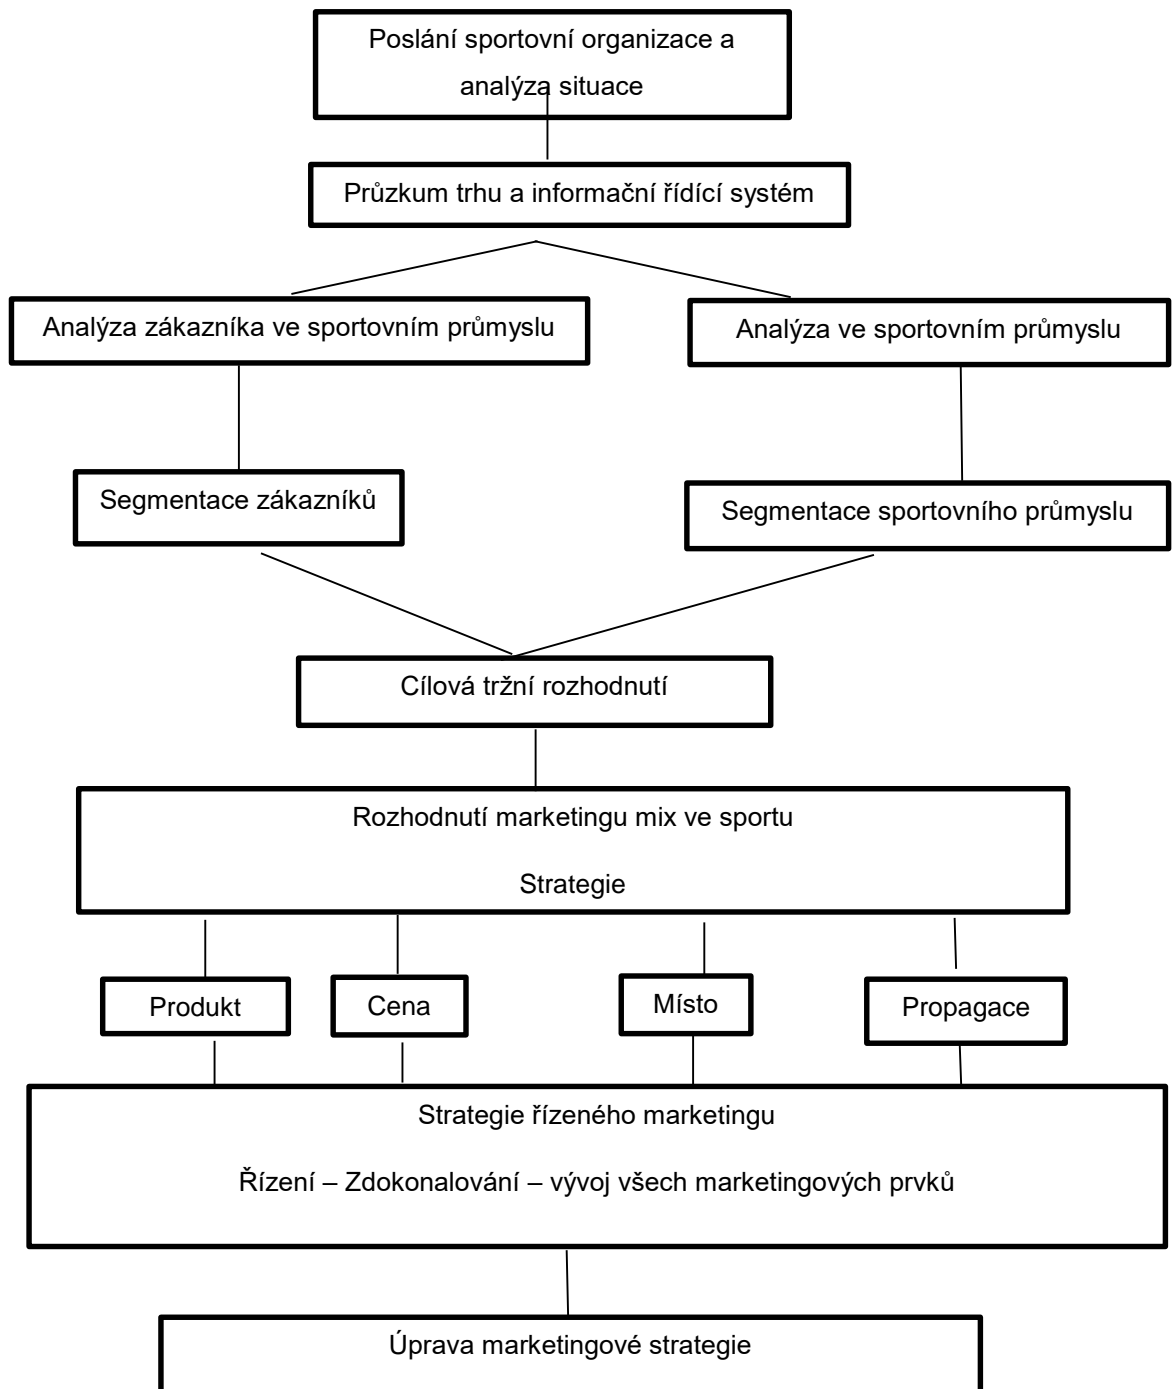 Poslání sportovní organizace a
analýza situace
Průzkum trhu a informační řídící systém
Analýza zákazníka ve sportovním průmyslu
Analýza ve sportovním průmyslu
Segmentace zákazníků
Segmentace sportovního průmyslu
Cílová tržní rozhodnutí
Rozhodnutí marketingu mix ve sportu
Strategie
Produkt
Cena
Místo
Propagace
Strategie řízeného marketingu
Řízení – Zdokonalování – vývoj všech marketingových prvků
Úprava marketingové strategie